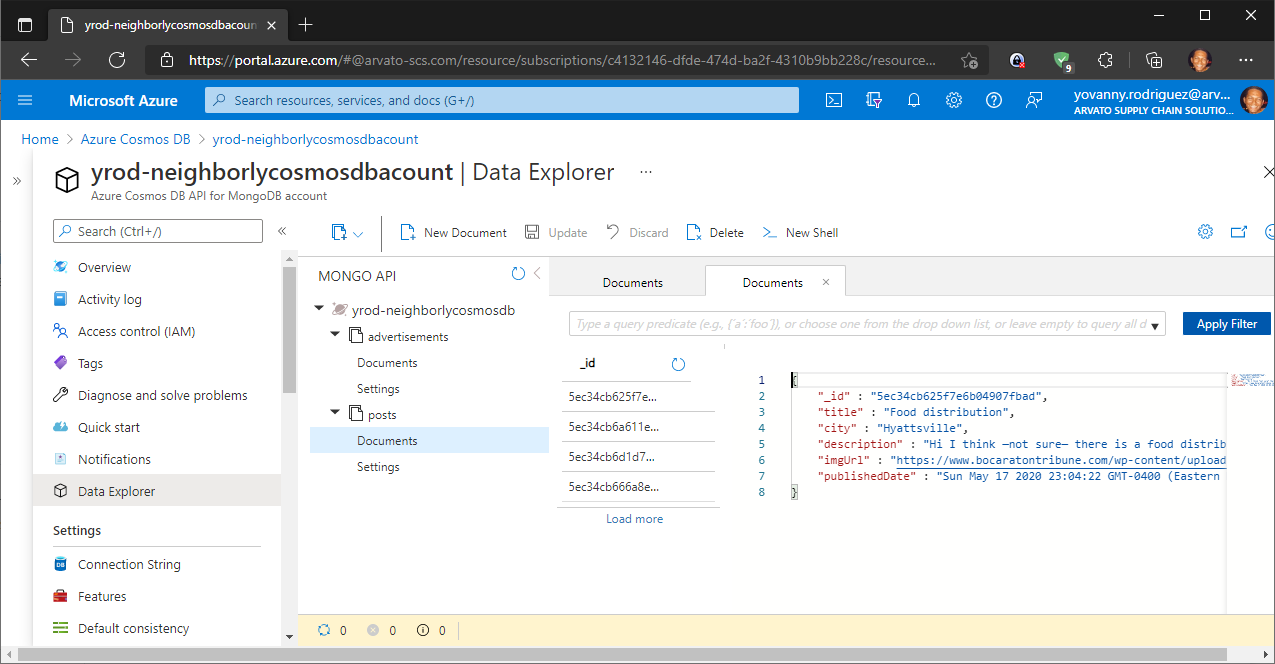 yrod-neighborlycosmosdbacoun
https://portal.azure.com/#@arvato-scs.com/resource/subscriptions/c4132146-dfde-474d-ba2f-4310b9bb228c/resource...
9
Microsoft Azure
Search resources, services, and docs (G+/)
yovanny.rodriguez@arv...
ARVATO SUPPLY CHAIN SOLUTIO...
Home > Azure Cosmos DB > yrod-neighborlycosmosdbacount
yrod-neighborlycosmosdbacount | Data Explorer ...
Azure Cosmos DB API for MongoDB account
Search (Ctrl+/)
Overview
Activity log
Access control (IAM)
Tags
Diagnose and solve problems
Quick start
Notifications
Data Explorer
Settings
Connection String
Features
Default consistency
New Document
Update
Discard
Delete
New Shell
MONGO API
yrod-neighborlycosmosdb
advertisements
Documents
Settings
posts
Documents
Settings
Documents
Documents
Type a query predicate (e.g., {´a´:´foo´}), or choose one from the drop down list, or leave empty to query all d
Apply Filter
_id
5ec34cb625f7e...
5ec34cb6a611e...
5ec34cb6d1d7...
5ec34cb666a8e...
Load more
1 {
2 "_id" : "5ec34cb625f7e6b04907fbad",
3 "title" : "Food distribution",
4 "city" : "Hyattsville",
5 "description" : "Hi I think —not sure— there is a food distrib
6 "imgUrl" : "https://www.bocaratontribune.com/wp-content/upload
7 "publishedDate" : "Sun May 17 2020 23:04:22 GMT-0400 (Eastern
8 }
0 0 0